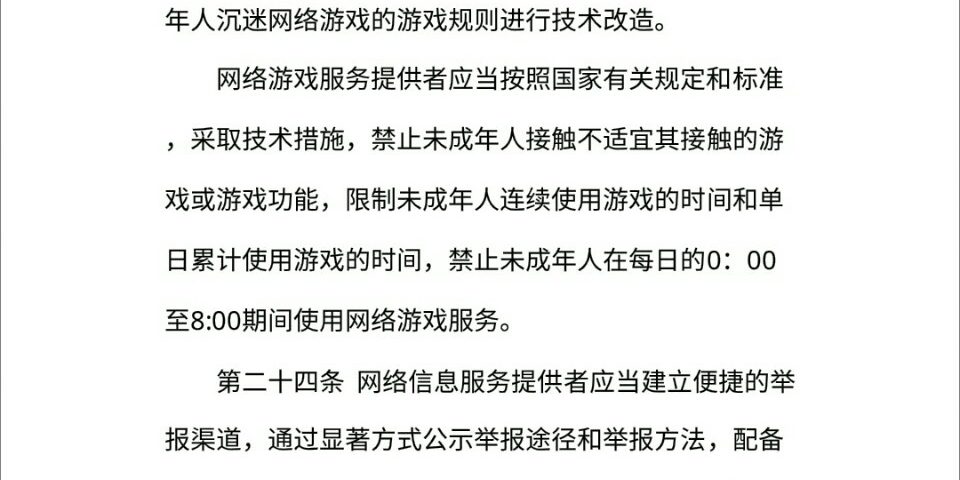 年人沉迷网络游戏的游戏规则进行技术改造。
网络游戏服务提供者应当按照国家有关规定和标准
，采取技术措施，禁止未成年人接触不适宜其接触的游
戏或游戏功能，限制未成年人连续使用游戏的时间和单
日累计使用游戏的时间，禁止未成年人在每日的0：00
至8:00期间使用网络游戏服务。
第二十四条 网络信息服务提供者应当建立便捷的举
报渠道，通过显著方式公示举报途径和举报方法，配备